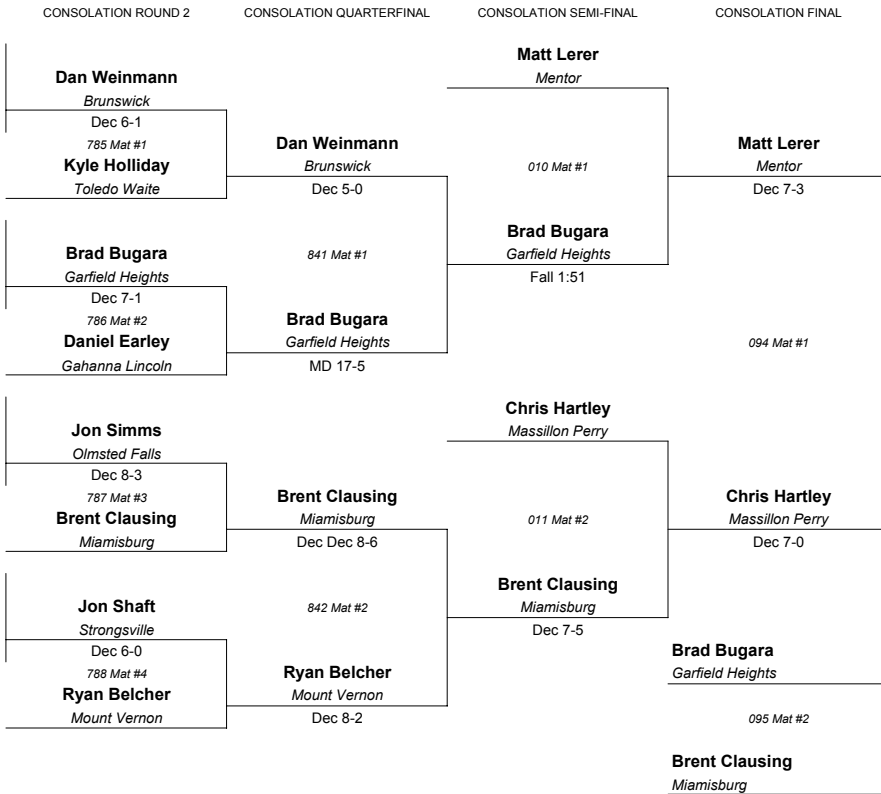 CONSOLATION ROUND 2
CONSOLATION QUARTERFINAL
CONSOLATION SEMI-FINAL
CONSOLATION FINAL
Dan Weinmann
Brunswick
Dec 6-1
785 Mat #1
Kyle Holliday
Toledo Waite
Brad Bugara
Garfield Heights
Dec 7-1
786 Mat #2
Daniel Earley
Gahanna Lincoln
Jon Simms
Olmsted Falls
Dec 8-3
787 Mat #3
Brent Clausing
Miamisburg
Jon Shaft
Strongsville
Dec 6-0
788 Mat #4
Ryan Belcher
Mount Vernon
Dan Weinmann
Brunswick
Dec 5-0
841 Mat #1
Brad Bugara
Garfield Heights
MD 17-5
Brent Clausing
Miamisburg
Dec Dec 8-6
842 Mat #2
Ryan Belcher
Mount Vernon
Dec 8-2
Matt Lerer
Mentor
010 Mat #1
Brad Bugara
Garfield Heights
Fall 1:51
Chris Hartley
Massillon Perry
011 Mat #2
Brent Clausing
Miamisburg
Dec 7-5
Matt Lerer
Mentor
Dec 7-3
094 Mat #1
Chris Hartley
Massillon Perry
Dec 7-0
Brad Bugara
Garfield Heights
095 Mat #2
Brent Clausing
Miamisburg